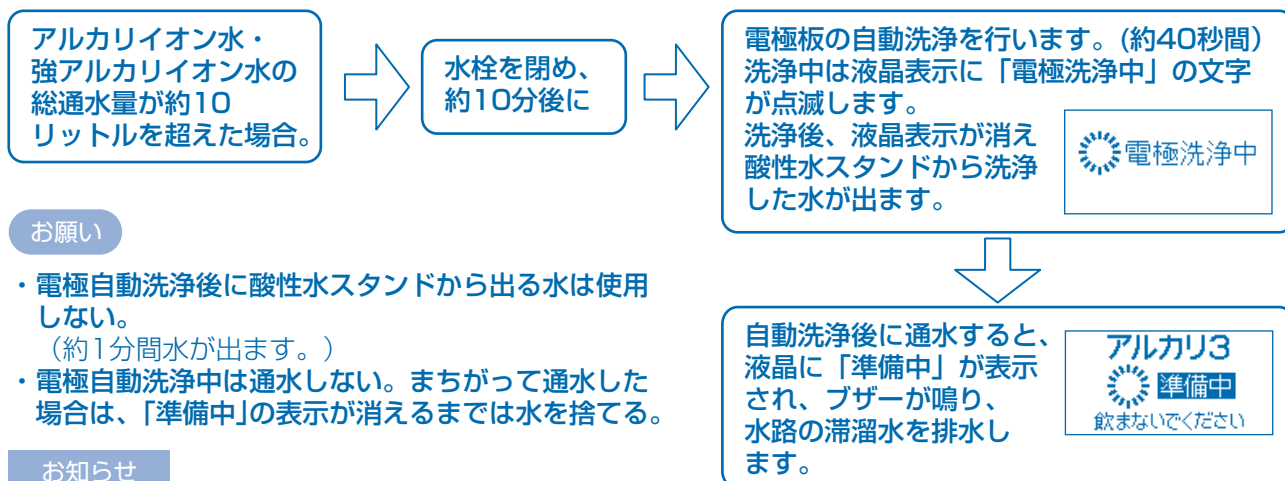 アルカリイオン水・
強アルカリイオン水の
総通水量が約10
リットルを超えた場合。
水栓を閉め、
約10分後に
電極板の自動洗浄を行います。(約40秒間)
洗浄中は液晶表示に「電極洗浄中」の文字
が点滅します。
洗浄後、液晶表示が消え
酸性水スタンドから洗浄
した水が出ます。
電極洗浄中
お願い
・電極自動洗浄後に酸性水スタンドから出る水は使用
しない。
（約1分間水が出ます。）
・電極自動洗浄中は通水しない。まちがって通水した
場合は、「準備中」の表示が消えるまでは水を捨てる。
自動洗浄後に通水すると、
液晶に「準備中」が表示
され、ブザーが鳴り、
水路の滞溜水を排水し
ます。
アルカリ3
準備中
飲まないでください
お知らせ